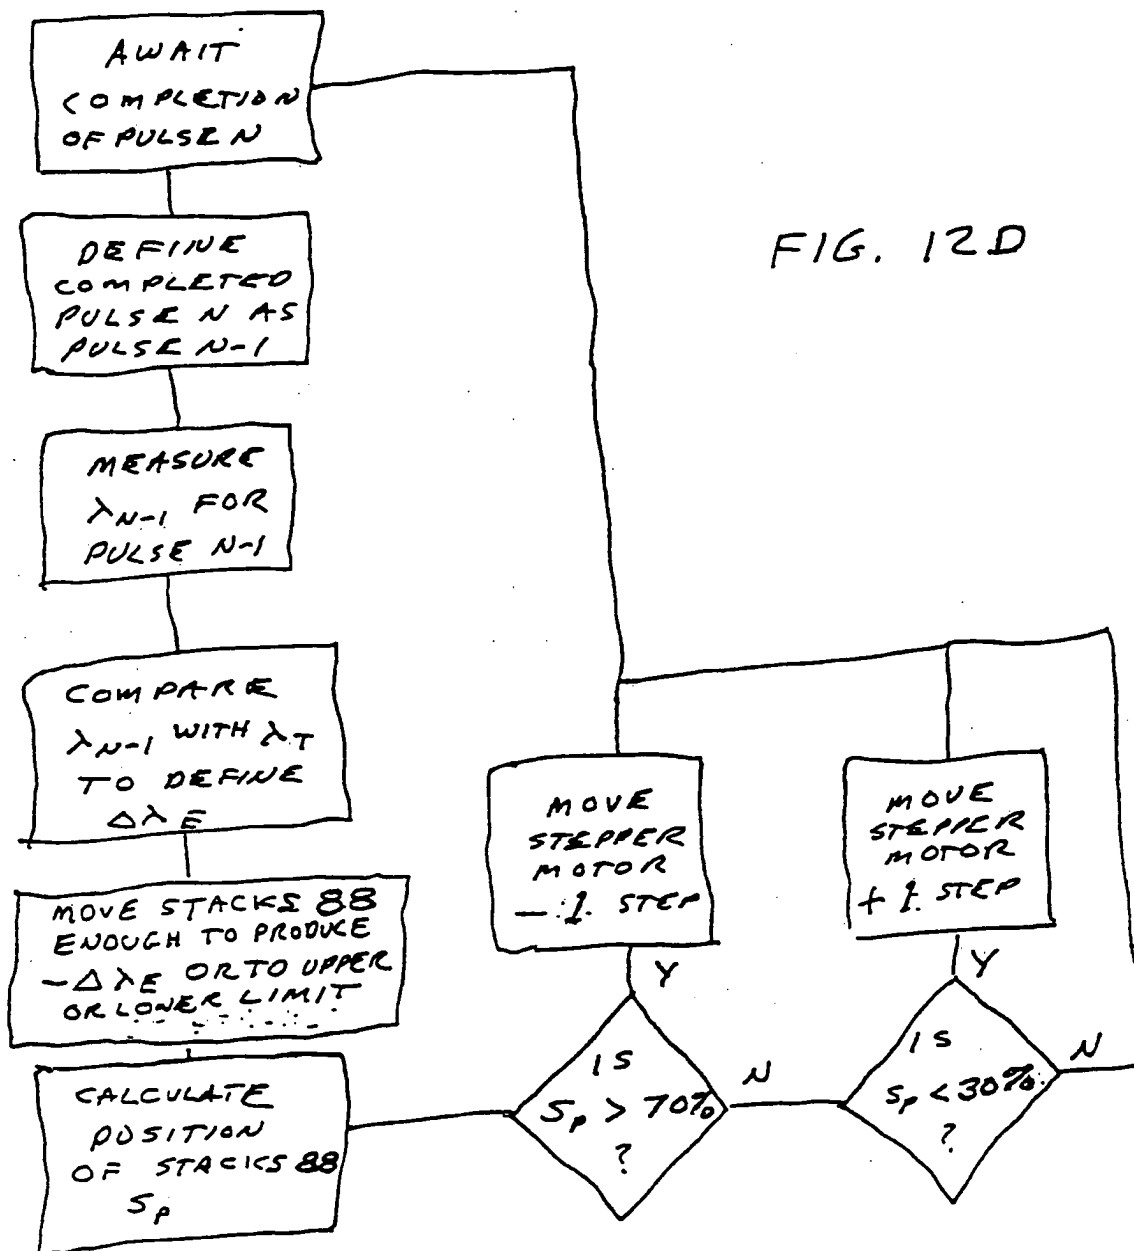 AWAIT
COMPLETION
OF PULSE N
DEFINE
COMPLETED
PULSE N AS
PULSE N-1
MEASURE
λN-1 FOR
PULSE N-1
COMPARE
λN-1 WITH λT
TO DEFINE
ΔλE
MOVE STACKS 88
ENOUGH TO PRODUCE
-ΔλE OR TO UPPER
OR LONER LIMIT
CALCULATE
POSITION
OF STACKS 88
SP
FIG. 12D
MOVE
STEPPER
MOTOR
- 1. STEP
Y
IS
SP > 70%
?
N
MOVE
STEPPER
MOTOR
+ 1. STEP
Y
IS
SP < 30%
?
N